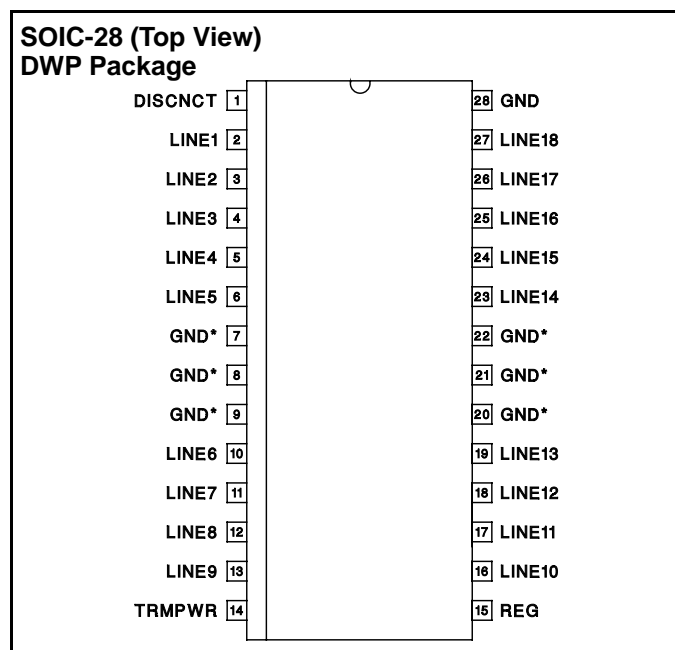 SOIC-28 (Top View)
DWP Package
DISCNCT 1 28 GND
LINE1 2 27 LINE18
LINE2 3 26 LINE17
LINE3 4 25 LINE16
LINE4 5 24 LINE15
LINE5 6 23 LINE14
GND* 7 22 GND*
GND* 8 21 GND*
GND* 9 20 GND*
LINE6 10 19 LINE13
LINE7 11 18 LINE12
LINE8 12 17 LINE11
LINE9 13 16 LINE10
TRMPWR 14 15 REG